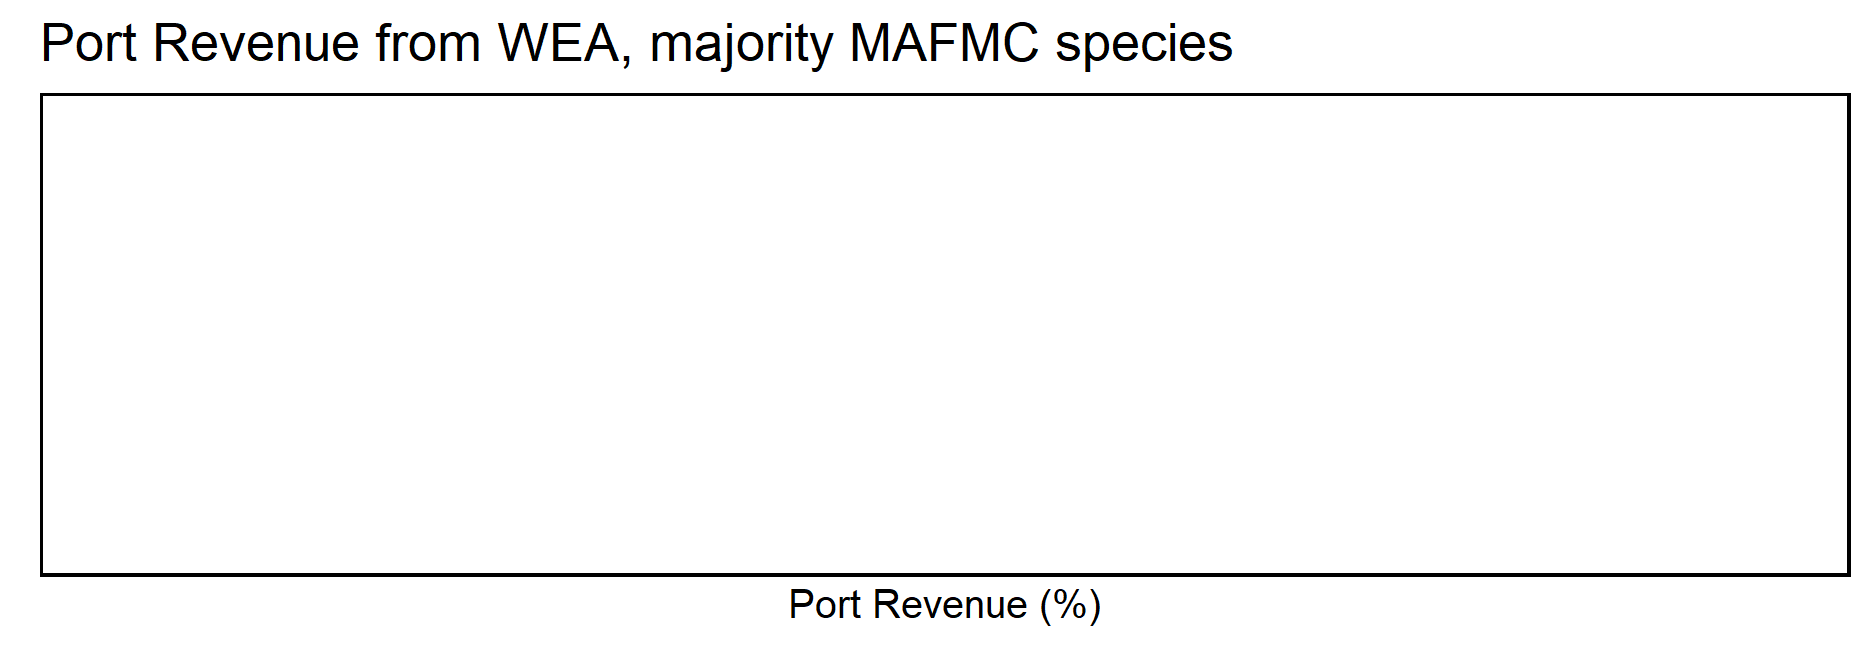 Port Revenue from WEA, majority MAFMC species
Port Revenue (%)